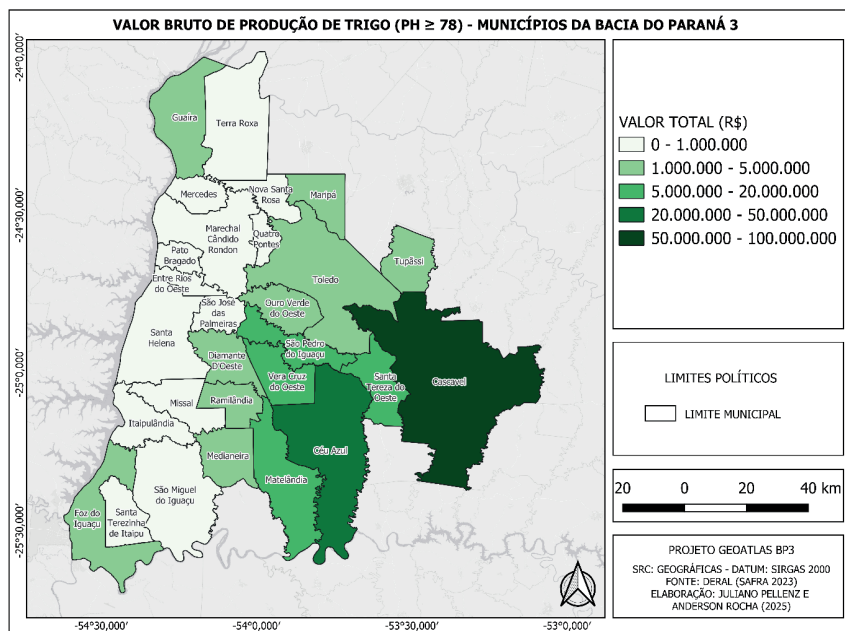 VALOR BRUTO DE PRODUÇÃO DE TRIGO (PH ≥ 78) - MUNICÍPIOS DA BACIA DO PARANÁ 3
-24°0,000'
-24°30,000'
-25°0,000'
-25°30,000'
Guaíra
Terra Roxa
Mercedes
Nova Santa
Rosa
Maripá
Marechal
Cândido
Rondon
Quatro
Pontes
Pato
Bragado
Tupãssi
Toledo
Entre Rios
do Oeste
São José
das
Palmeiras
Ouro Verde
do Oeste
Santa
Helena
São Pedro
do Iguaçu
Diamante
D'Oeste
Vera Cruz
do Oeste
Santa
Tereza do
Oeste
Cascavel
Missal
Ramilândia
Itaipulândia
Céu Azul
Medianeira
Matelândia
São Miguel
do Iguaçu
Foz do
Iguaçu
Santa
Terezinha
de Itaipu
-54°30,000'
-54°0,000'
-53°30,000'
-53°0,000'
VALOR TOTAL (R$)
0 - 1.000.000
1.000.000 - 5.000.000
5.000.000 - 20.000.000
20.000.000 - 50.000.000
50.000.000 - 100.000.000
LIMITES POLÍTICOS
LIMITE MUNICIPAL
20 0 20 40 km
PROJETO GEOATLAS BP3
SRC: GEOGRÁFICAS - DATUM: SIRGAS 2000
FONTE: DERAL (SAFRA 2023)
ELABORAÇÃO: JULIANO PELLENZ E
ANDERSON ROCHA (2025)